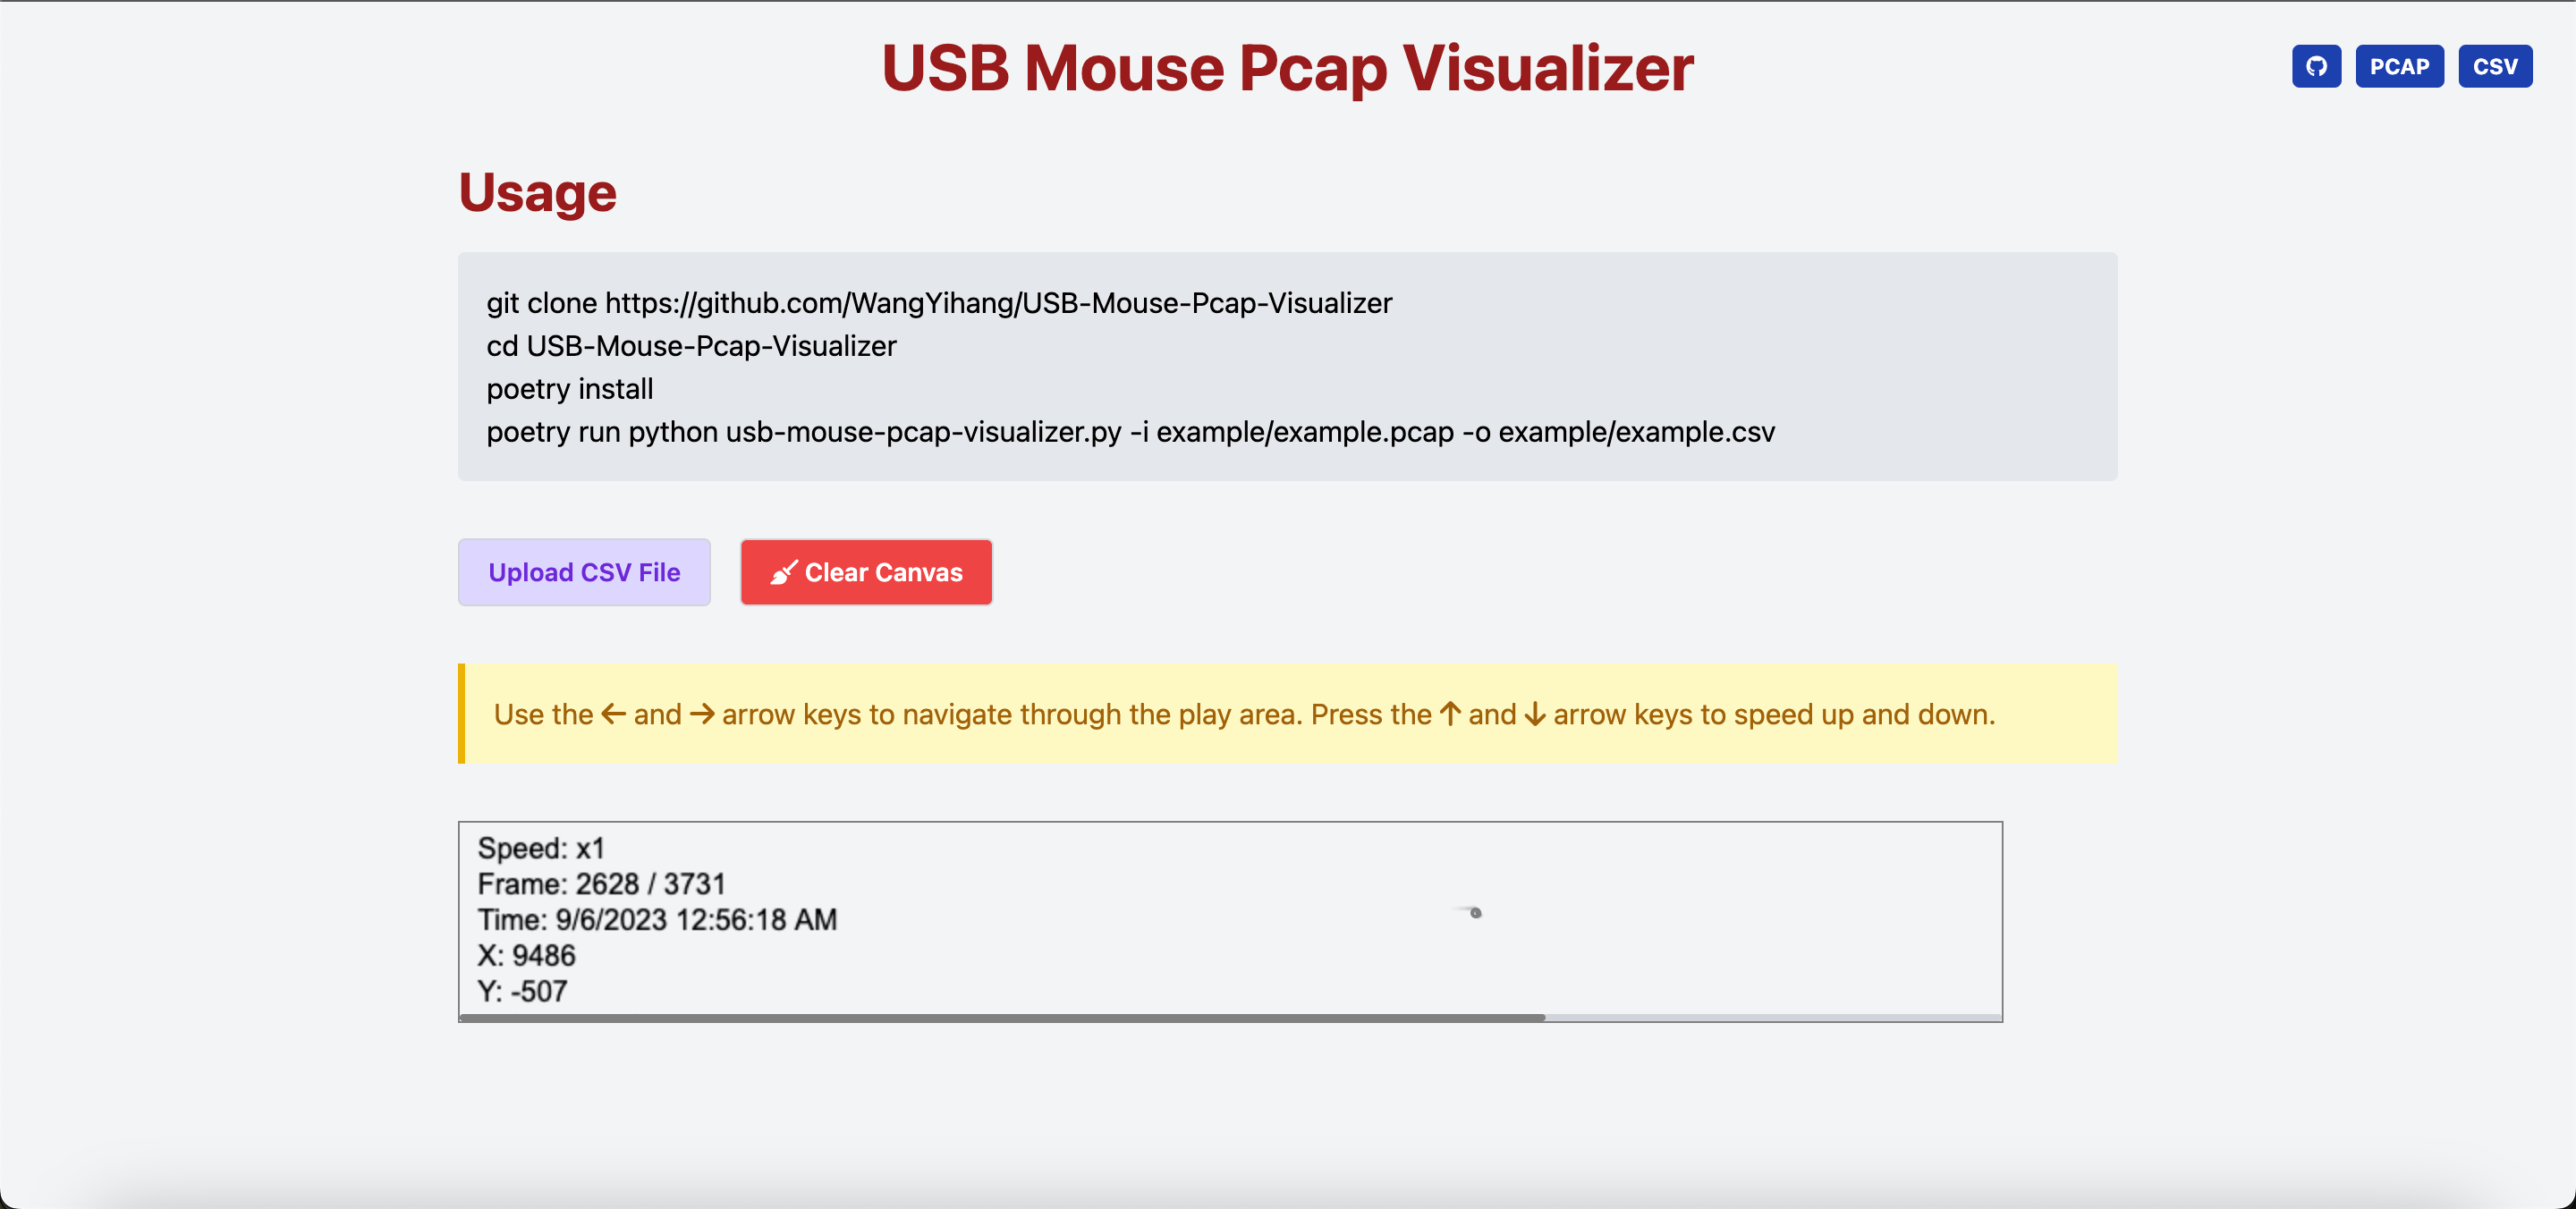 USB Mouse Pcap Visualizer
PCAP
CSV
Usage
git clone https://github.com/WangYihang/USB-Mouse-Pcap-Visualizer
cd USB-Mouse-Pcap-Visualizer
poetry install
poetry run python usb-mouse-pcap-visualizer.py -i example/example.pcap -o example/example.csv
Upload CSV File
Clear Canvas
Use the ← and → arrow keys to navigate through the play area. Press the ↑ and ↓ arrow keys to speed up and down.
Speed: x1
Frame: 2628 / 3731
Time: 9/6/2023 12:56:18 AM
X: 9486
Y: -507